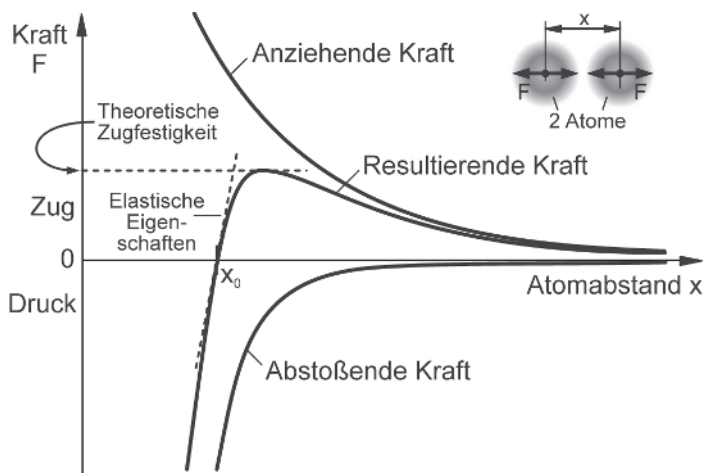 Kraft
F
Anziehende Kraft
x
F
F
2 Atome
Theoretische
Zugfestigkeit
Resultierende Kraft
Zug
Elastische
Eigen-
schaften
0
x₀
Atomabstand x
Druck
Abstoßende Kraft